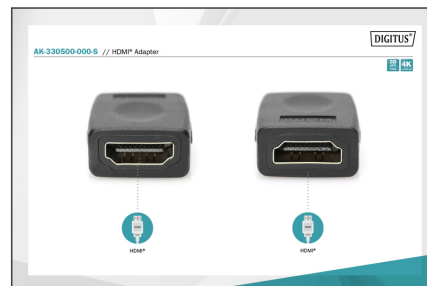 DIGITUS®
AK-330500-000-S // HDMI® Adapter
3D
4K
HDMI®
HDMI®